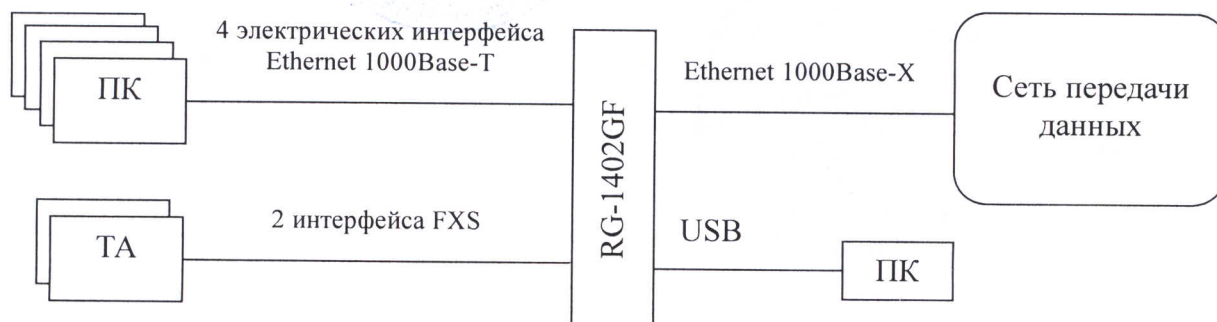 4 электрических интерфейса
Ethernet 1000Base-T
ПК
Ethernet 1000Base-X
Сеть передачи
данных
RG-1402GF
2 интерфейса FXS
ТА
USB
ПК